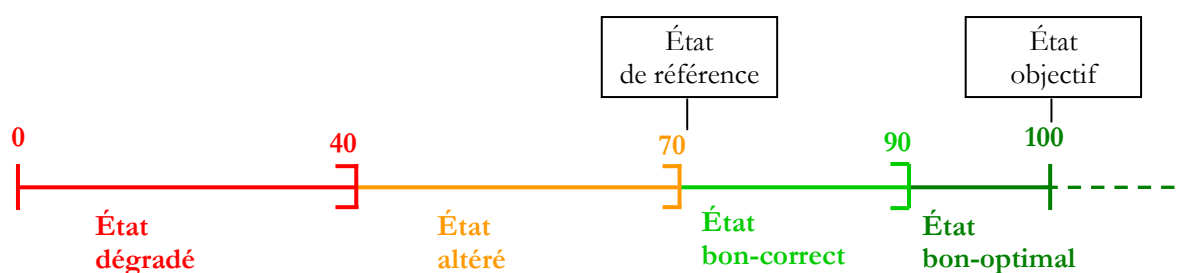 État
de référence
État
objectif
0
40
70
90
100
État
dégradé
État
altéré
État
bon-correct
État
bon-optimal